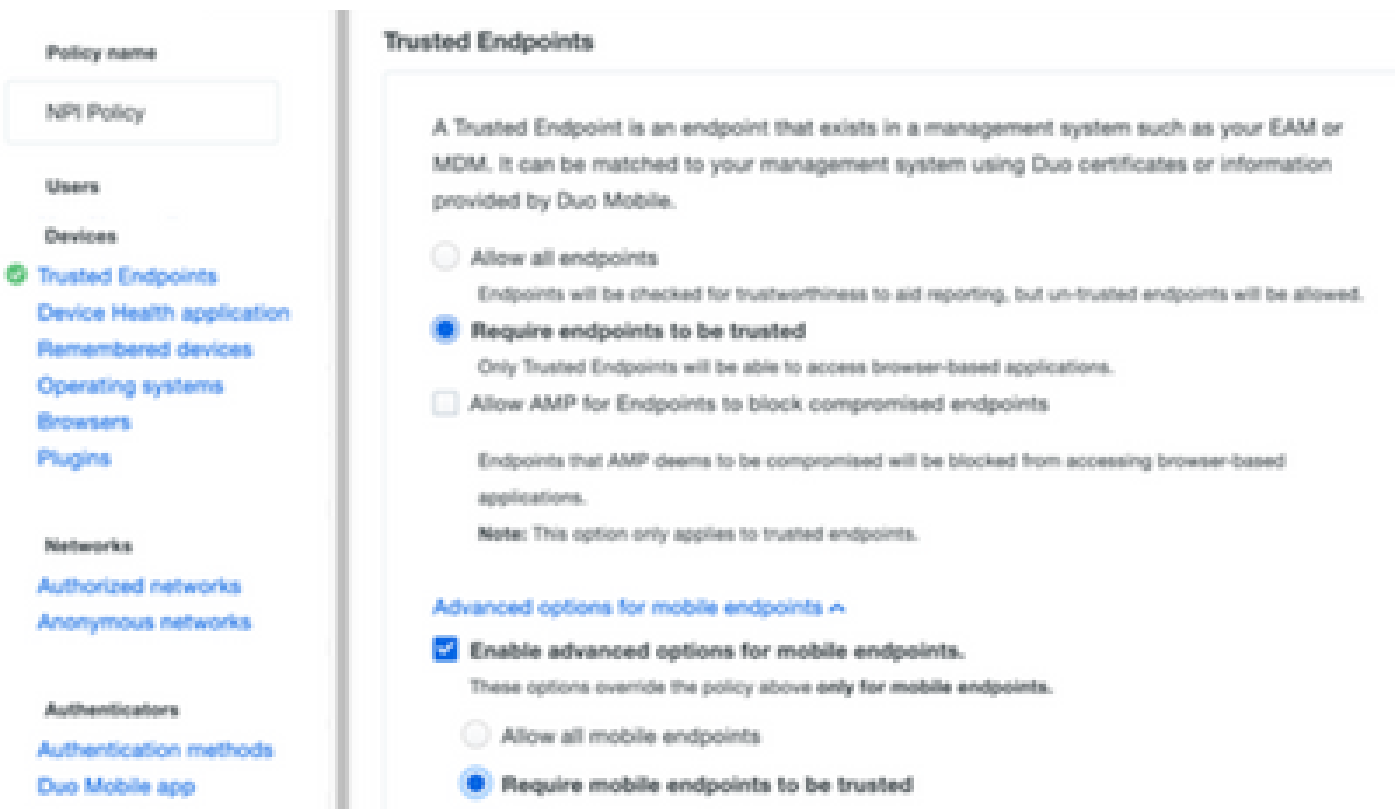 Policy name
NPI Policy
Users
Devices
Trusted Endpoints
Device Health application
Remembered devices
Operating systems
Browsers
Plugins
Networks
Authorized networks
Anonymous networks
Authenticators
Authentication methods
Duo Mobile app
Trusted Endpoints
A Trusted Endpoint is an endpoint that exists in a management system such as your EAM or
MDM. It can be matched to your management system using Duo certificates or information
provided by Duo Mobile.
Allow all endpoints
Endpoints will be checked for trustworthiness to aid reporting, but un-trusted endpoints will be allowed.
Require endpoints to be trusted
Only Trusted Endpoints will be able to access browser-based applications.
Allow AMP for Endpoints to block compromised endpoints
Endpoints that AMP deems to be compromised will be blocked from accessing browser-based
applications.
Note: This option only applies to trusted endpoints.
Advanced options for mobile endpoints
Enable advanced options for mobile endpoints.
These options override the policy above only for mobile endpoints.
Allow all mobile endpoints
Require mobile endpoints to be trusted